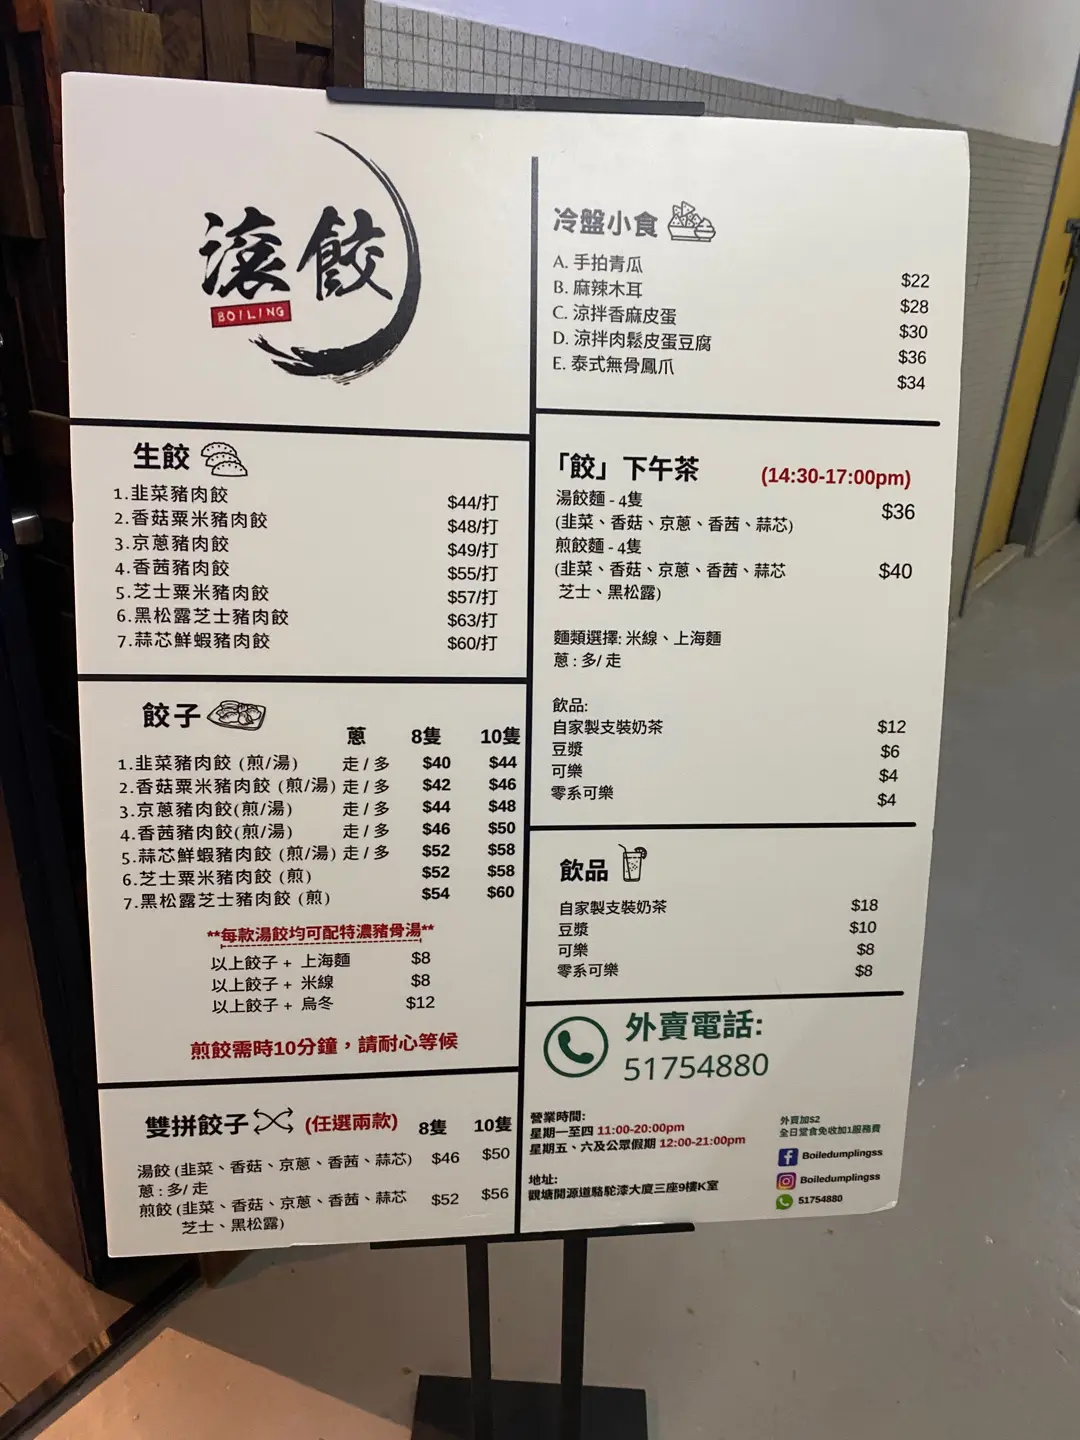 滾餃
BOILING
生餃
1.韭菜豬肉餃 $44/打
2.香菇粟米豬肉餃 $48/打
3.京蔥豬肉餃 $49/打
4.香茜豬肉餃 $55/打
5.芝士粟米豬肉餃 $57/打
6.黑松露芝士豬肉餃 $63/打
7.蒜芯鮮蝦豬肉餃 $60/打
餃子
蔥 8隻 10隻
1.韭菜豬肉餃 (煎/湯) 走 / 多 $40 $44
2.香菇粟米豬肉餃 (煎/湯) 走 / 多 $42 $46
3.京蔥豬肉餃(煎/湯) 走 / 多 $44 $48
4.香茜豬肉餃(煎/湯) 走 / 多 $46 $50
5.蒜芯鮮蝦豬肉餃 (煎/湯) 走 / 多 $52 $58
6.芝士粟米豬肉餃 (煎) $52 $58
7.黑松露芝士豬肉餃 (煎) $54 $60
**每款湯餃均可配特濃豬骨湯**
以上餃子 + 上海麵 $8
以上餃子 + 米線 $8
以上餃子 + 烏冬 $12
煎餃需時10分鐘，請耐心等候
雙拼餃子 (任選兩款) 8隻 10隻
湯餃 (韭菜、香菇、京蔥、香茜、蒜芯) $46 $50
蔥 : 多/ 走
煎餃 (韭菜、香菇、京蔥、香茜、蒜芯 $52 $56
芝士、黑松露)
冷盤小食
A. 手拍青瓜 $22
B. 麻辣木耳 $28
C. 涼拌香麻皮蛋 $30
D. 涼拌肉鬆皮蛋豆腐 $36
E. 泰式無骨鳳爪 $34
「餃」下午茶 (14:30-17:00pm)
湯餃麵 - 4隻 $36
(韭菜、香菇、京蔥、香茜、蒜芯)
煎餃麵 - 4隻
(韭菜、香菇、京蔥、香茜、蒜芯 $40
芝士、黑松露)
麵類選擇: 米線、上海麵
蔥 : 多/ 走
飲品:
自家製支裝奶茶 $12
豆漿 $6
可樂 $4
零系可樂 $4
飲品
自家製支裝奶茶 $18
豆漿 $10
可樂 $8
零系可樂 $8
外賣電話:
51754880
營業時間:
星期一至四 11:00-20:00pm
星期五、六及公眾假期 12:00-21:00pm
地址:
觀塘開源道駱駝漆大廈三座9樓K室
外賣加$2
全日堂食免收加1服務費
Boiledumplingss
Boiledumplingss
51754880